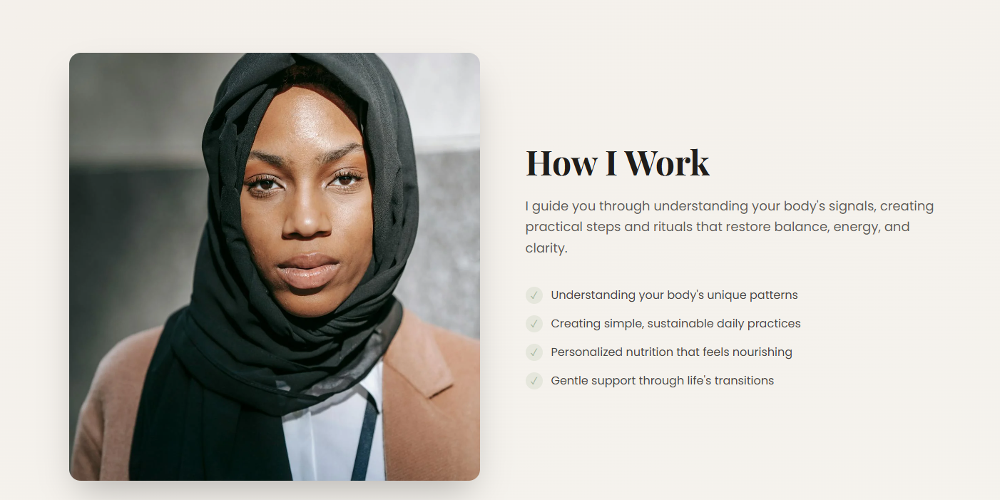 How I Work
I guide you through understanding your body's signals, creating
practical steps and rituals that restore balance, energy, and
clarity.
Understanding your body's unique patterns
Creating simple, sustainable daily practices
Personalized nutrition that feels nourishing
Gentle support through life's transitions